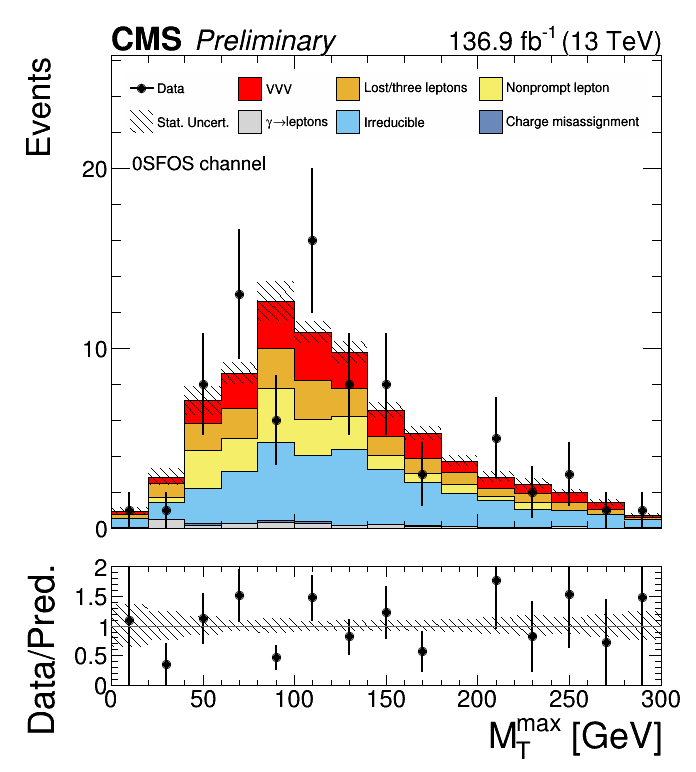 CMS Preliminary 136.9 fb-1 (13 TeV)
Events
Data VVV Lost/three leptons Nonprompt lepton
Stat. Uncert. γ→leptons Irreducible Charge misassignment
0SFOS channel
20
10
0
Data/Pred.
2
1.5
1
0.5
0
0 50 100 150 200 250 300
M_T^max [GeV]